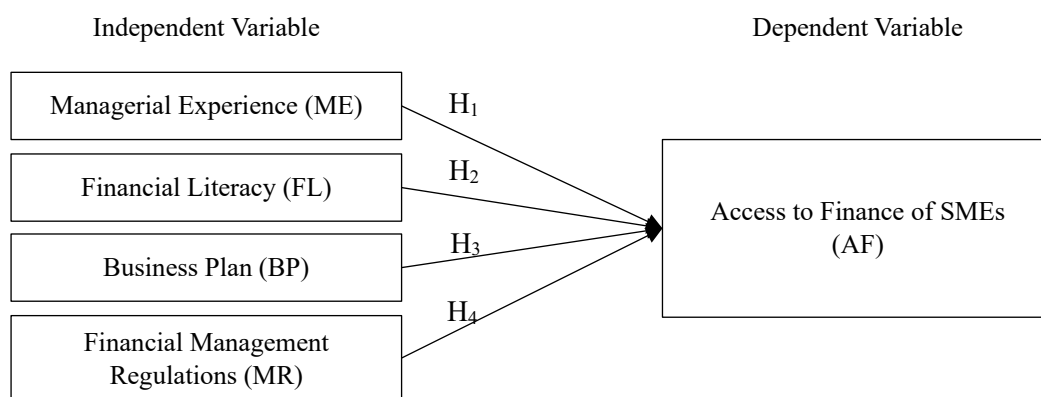 Independent Variable
Dependent Variable
Managerial Experience (ME)
H₁
Financial Literacy (FL)
H₂
Access to Finance of SMEs
(AF)
Business Plan (BP)
H₃
H₄
Financial Management
Regulations (MR)